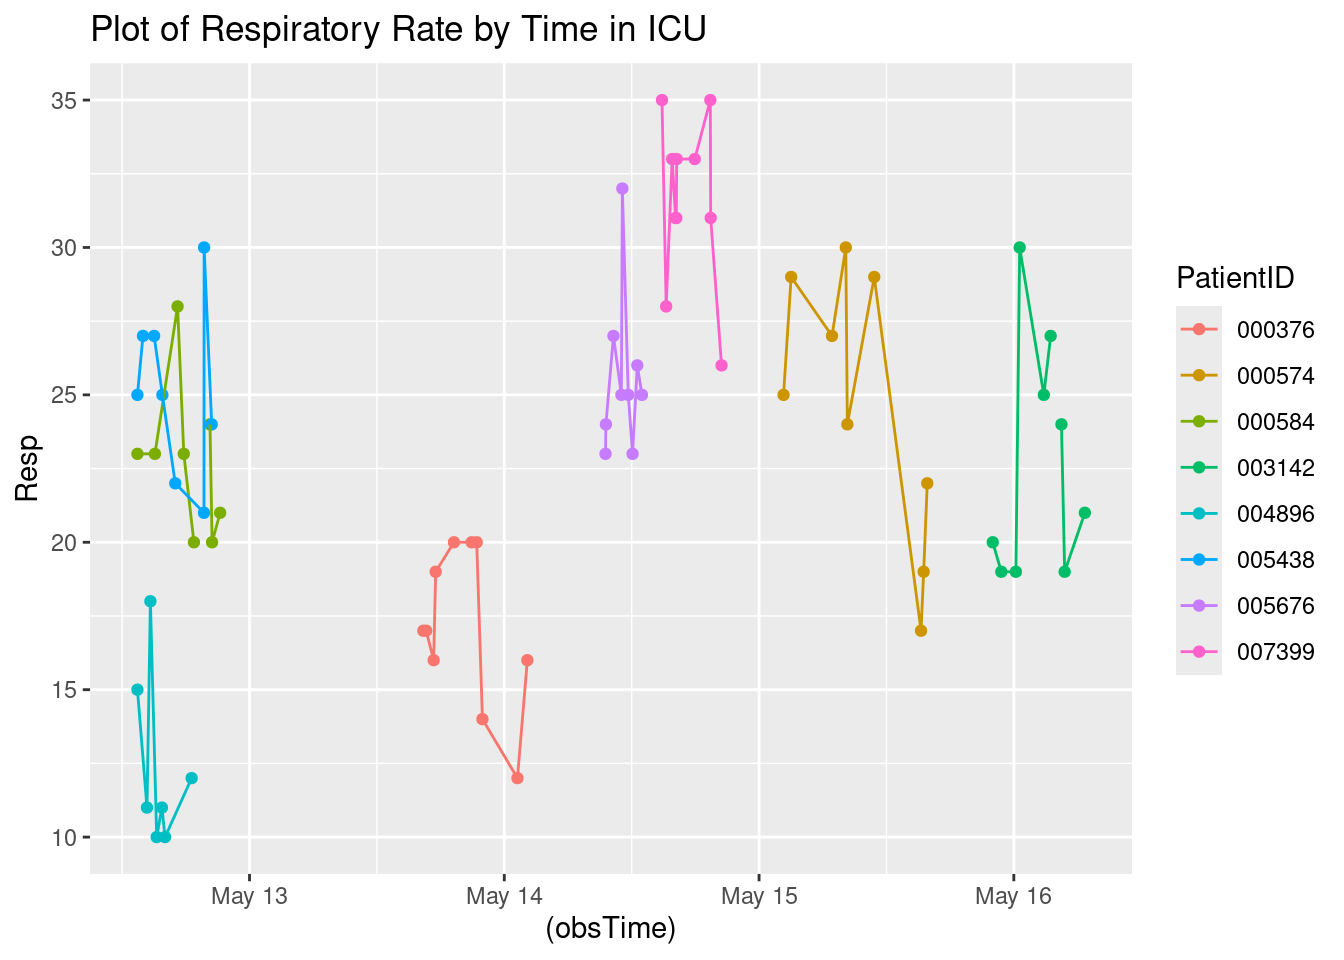 Plot of Respiratory Rate by Time in ICU
35
30
25
20
15
10
Resp
May 13
May 14
May 15
May 16
(obsTime)
PatientID
000376
000574
000584
003142
004896
005438
005676
007399